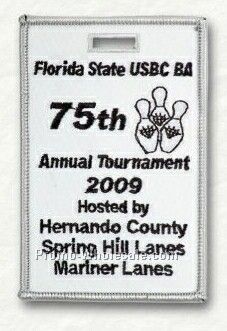 Florida State USBC BA
75th
Annual Tournament
2009
Hosted by
Hernando County
Spring Hill Lanes
Mariner Lanes